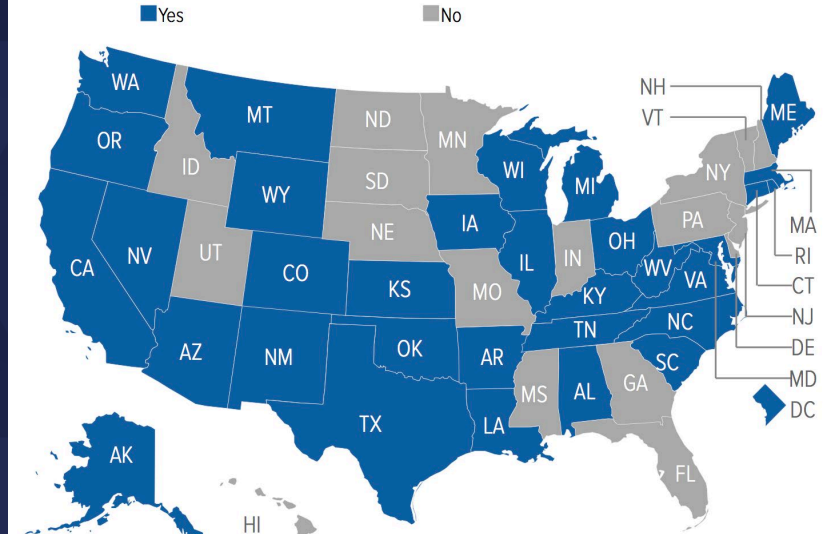 Yes No
NH
WA
ME
VT
MT
ND
OR
MN
ID
WI
NY
SD
MI
WY
PA
MA
IA
NE
OH
RI
NV
IN
UT
IL
CA
CO
WV
CT
VA
KS
MO
KY
NJ
NC
TN
DE
OK
AZ
NM
AR
SC
MD
MS
AL
GA
DC
TX
LA
AK
FL
HI